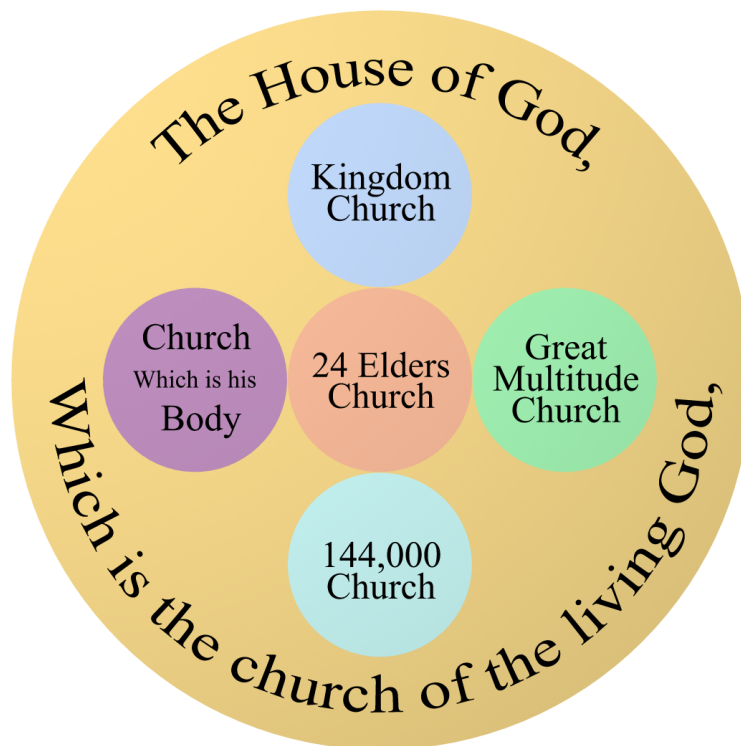 The House of God,
Kingdom
Church
Church
Which is his
Body
24 Elders
Church
Great
Multitude
Church
144,000
Church
Which is the church of the living God,